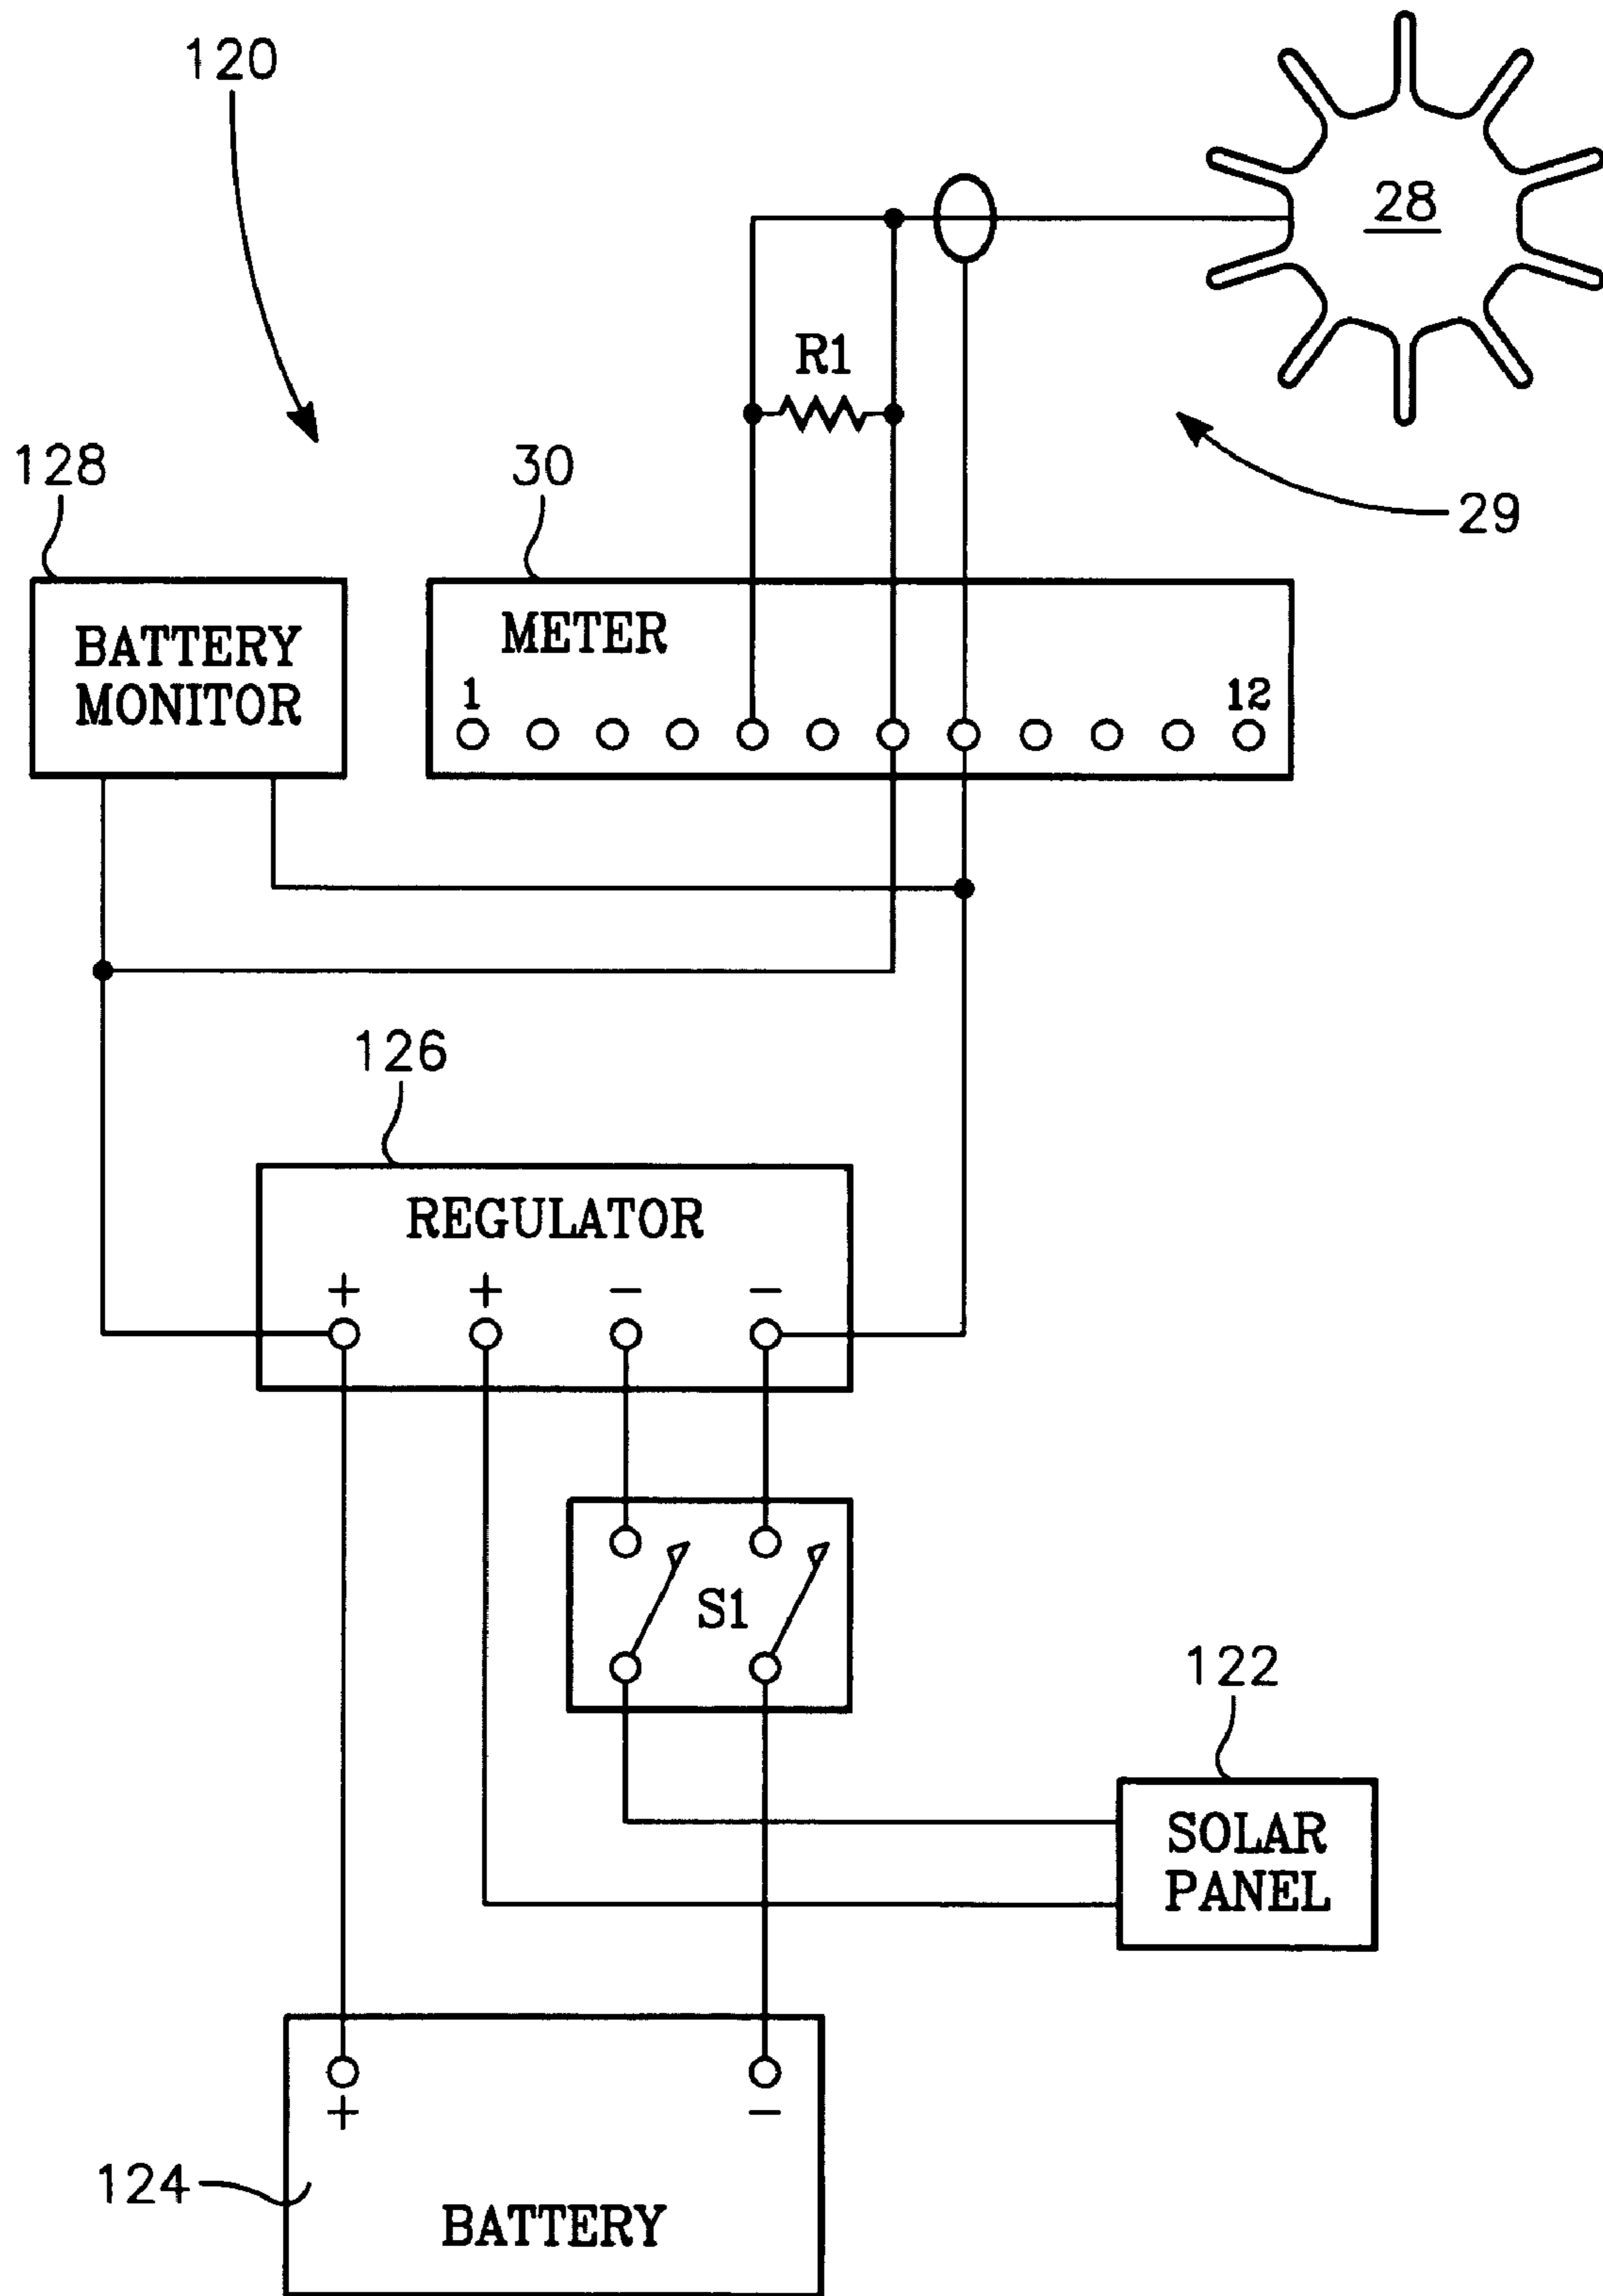 120
28
R1
128
30
29
BATTERY
MONITOR
METER
1
12
126
REGULATOR
+ + − −
S1
122
SOLAR
PANEL
+ −
124
BATTERY